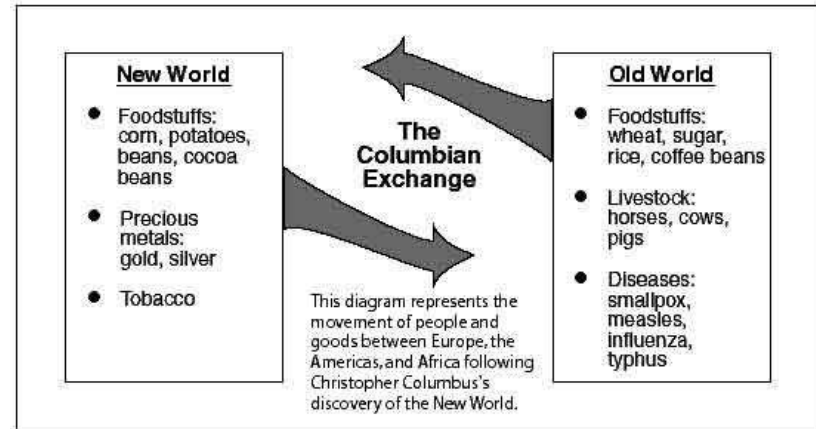 New World
● Foodstuffs:
corn, potatoes,
beans, cocoa
beans
● Precious
metals:
gold, silver
● Tobacco
The
Columbian
Exchange
This diagram represents the
movement of people and
goods between Europe, the
Americas, and Africa following
Christopher Columbus's
discovery of the New World.
Old World
● Foodstuffs:
wheat, sugar,
rice, coffee beans
● Livestock:
horses, cows,
pigs
● Diseases:
smallpox,
measles,
influenza,
typhus